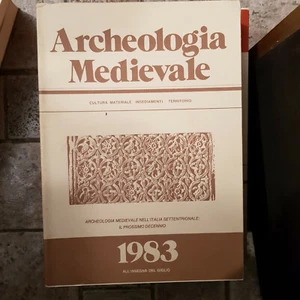 Archeologia
Medievale
CULTURA MATERIALE INSEDIAMENTI TERRITORIO
ARCHEOLOGIA MEDIEVALE NELL'ITALIA SETTENTRIONALE:
IL PROSSIMO DECENNIO
1983
ALL'INSEGNA DEL GIGLIO